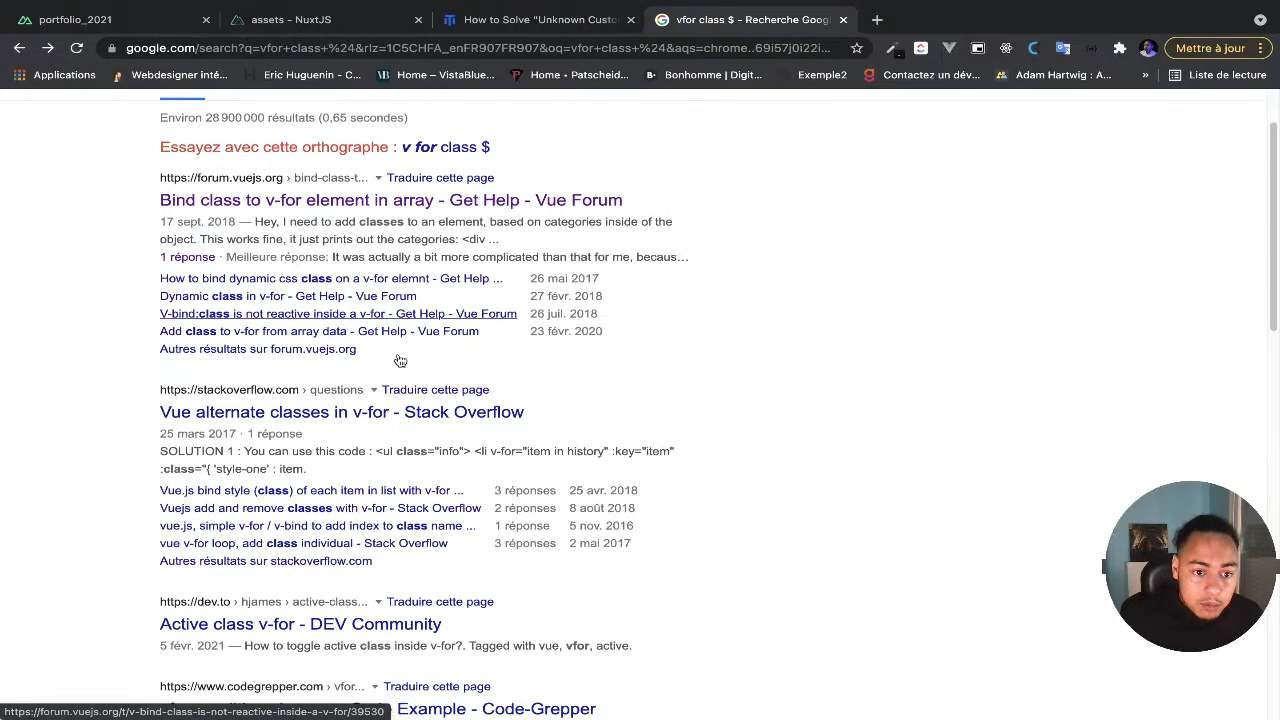 portfolio_2021
assets - NuxtJS
How to Solve "Unknown Custo
vfor class $ - Recherche Goog
google.com/search?q=vfor+class+%24&rlz=1C5CHFA_enFR907FR907&oq=vfor+class+%24&aqs=chrome..69i57j0i22i...
Mettre à jour
Applications
Webdesigner inté...
Eric Huguenin - C...
Home – VistaBlue...
Home • Patscheid...
Bonhomme | Digit...
Exemple2
Contactez un dév...
Adam Hartwig : A...
»
Liste de lecture
Environ 28 900 000 résultats (0,65 secondes)
Essayez avec cette orthographe : v for class $
https://forum.vuejs.org › bind-class-t... Traduire cette page
Bind class to v-for element in array - Get Help - Vue Forum
17 sept. 2018 — Hey, I need to add classes to an element, based on categories inside of the
object. This works fine, it just prints out the categories: <div ...
1 réponse · Meilleure réponse: It was actually a bit more complicated than that for me, becaus…
How to bind dynamic css class on a v-for elemnt - Get Help ... 26 mai 2017
Dynamic class in v-for - Get Help - Vue Forum 27 févr. 2018
V-bind:class is not reactive inside a v-for - Get Help - Vue Forum 26 juil. 2018
Add class to v-for from array data - Get Help - Vue Forum 23 févr. 2020
Autres résultats sur forum.vuejs.org
https://stackoverflow.com › questions Traduire cette page
Vue alternate classes in v-for - Stack Overflow
25 mars 2017 · 1 réponse
SOLUTION 1 : You can use this code : <ul class="info"> <li v-for="item in history" :key="item"
:class="{ 'style-one' : item.
Vue.js bind style (class) of each item in list with v-for ... 3 réponses 25 avr. 2018
Vuejs add and remove classes with v-for - Stack Overflow 2 réponses 8 août 2018
vue.js, simple v-for / v-bind to add index to class name ... 1 réponse 5 nov. 2016
vue v-for loop, add class individual - Stack Overflow 3 réponses 2 mai 2017
Autres résultats sur stackoverflow.com
https://dev.to › hjames › active-class... Traduire cette page
Active class v-for - DEV Community
5 févr. 2021 — How to toggle active class inside v-for?. Tagged with vue, vfor, active.
https://www.codegrepper.com › vfor... Traduire cette page
Example - Code-Grepper
https://forum.vuejs.org/t/v-bind-class-is-not-reactive-inside-a-v-for/39530